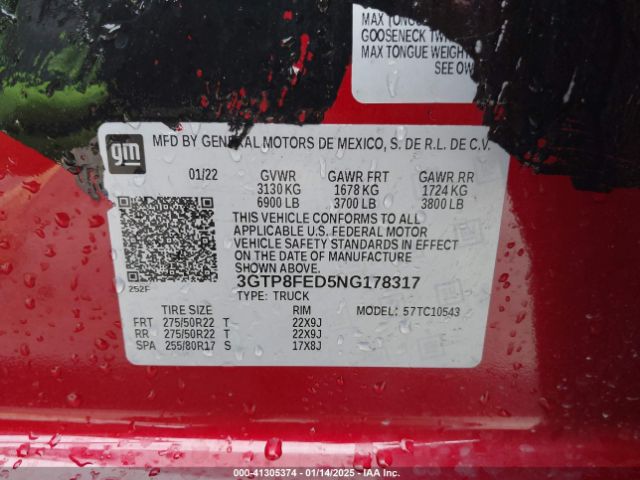 MAX TONGUE
GOOSENECK TW
MAX TONGUE WEIGHT
SEE OW
gm
MFD BY GENERAL MOTORS DE MEXICO, S. DE R.L. DE C.V.
01/22 GVWR GAWR FRT GAWR RR
3130 KG 1678 KG 1724 KG
6900 LB 3700 LB 3800 LB
THIS VEHICLE CONFORMS TO ALL
APPLICABLE U.S. FEDERAL MOTOR
VEHICLE SAFETY STANDARDS IN EFFECT
ON THE DATE OF MANUFACTURE
SHOWN ABOVE.
252F
3GTP8FED5NG178317
TYPE: TRUCK MODEL: 57TC10543
TIRE SIZE RIM
FRT 275/50R22 T 22X9J
RR 275/50R22 T 22X9J
SPA 255/80R17 S 17X8J
000-41305374 - 01/14/2025 - IAA Inc.